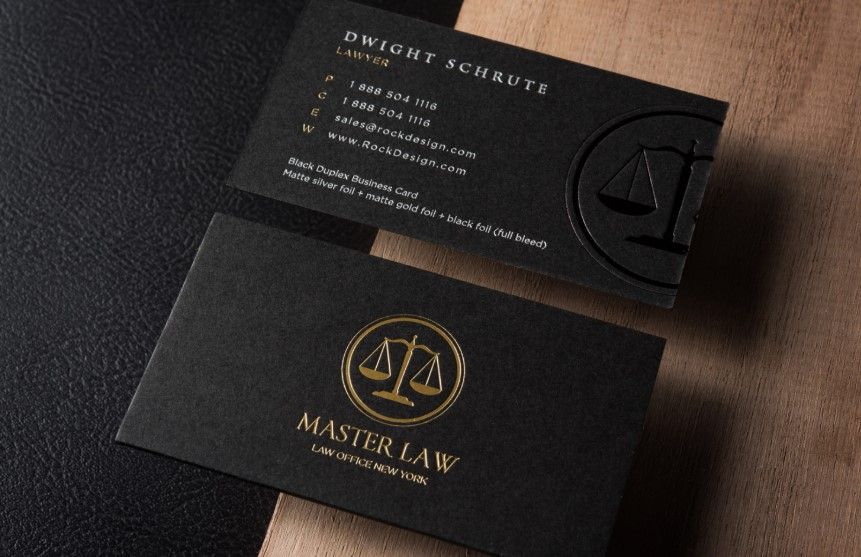 DWIGHT SCHRUTE
LAWYER
P 1 888 504 1116
C 1 888 504 1116
E sales@rockdesign.com
W www.RockDesign.com
Black Duplex Business Card
Matte silver foil + matte gold foil + black foil (full bleed)
MASTER LAW
LAW OFFICE NEW YORK